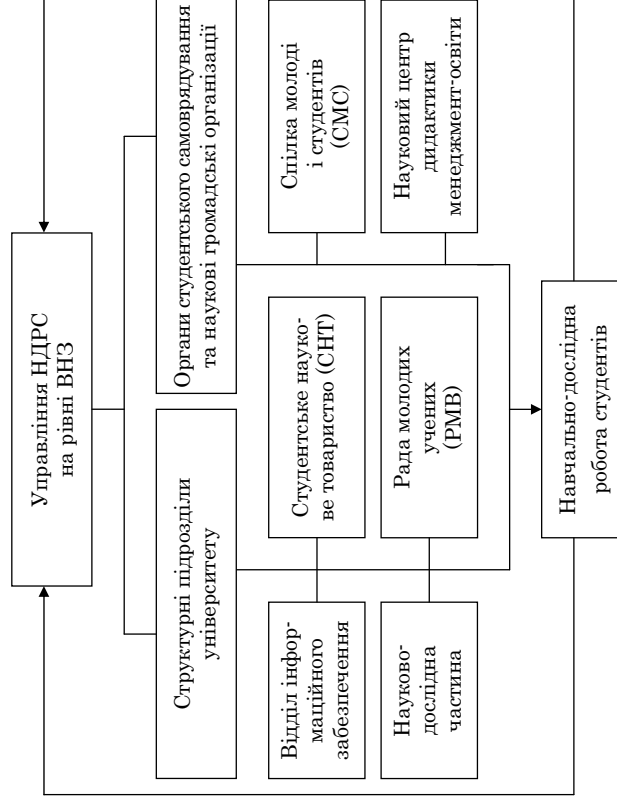 Управління НДРС
на рівні ВНЗ
Структурні підрозділи
університету
Органи студентського самоврядування
та наукові громадські організації
Відділ інфор-
маційного
забезпечення
Студентське науко-
ве товариство (СНТ)
Спілка молоді
і студентів
(СМС)
Науково-
дослідна
частина
Рада молодих
учених
(РМВ)
Науковий центр
дидактики
менеджмент-освіти
Навчально-дослідна
робота студентів